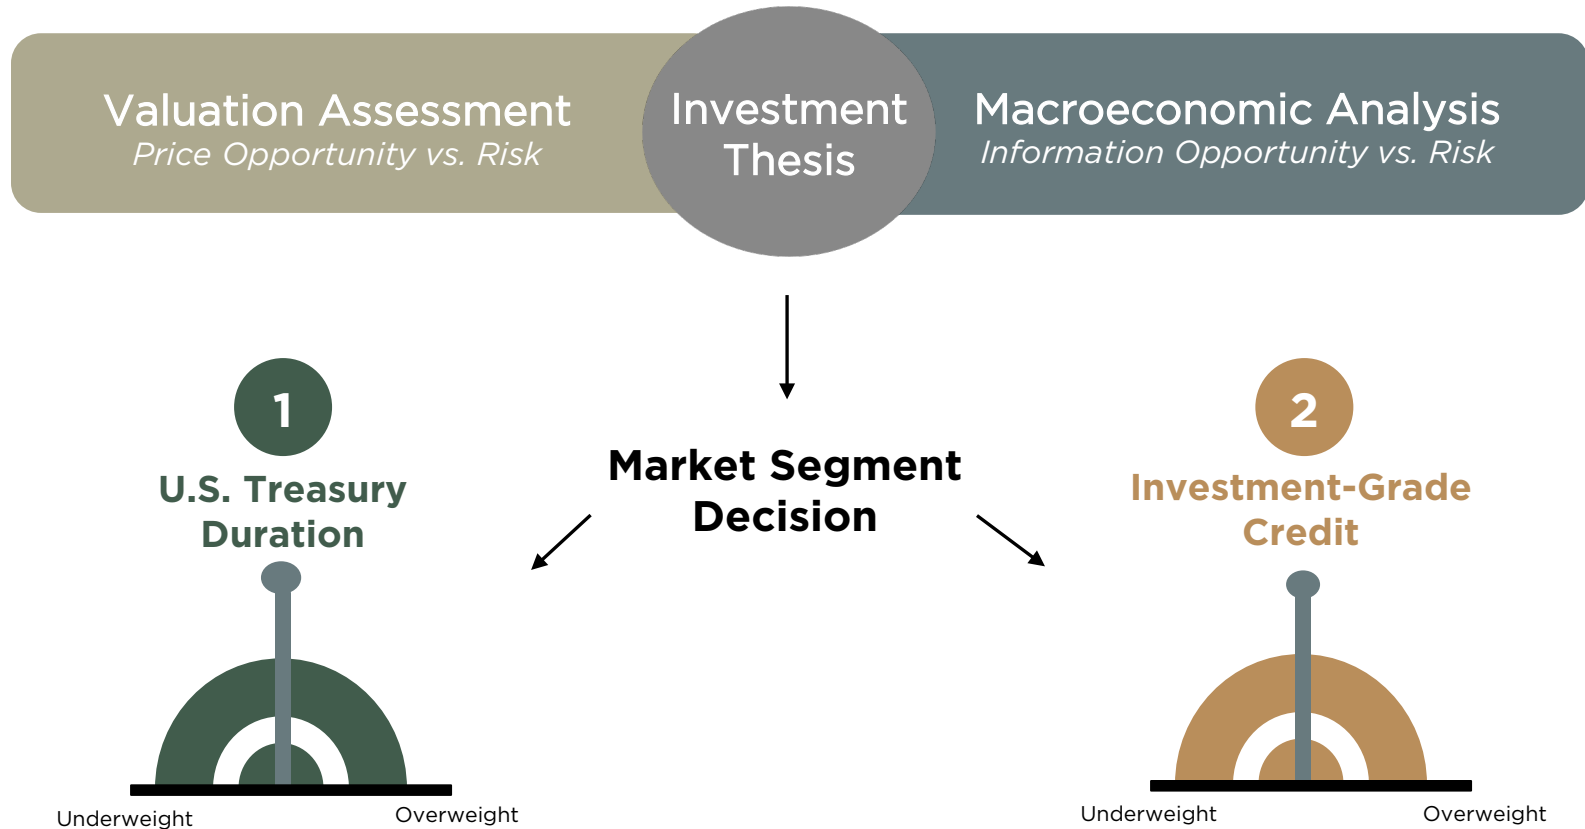 Valuation Assessment
Price Opportunity vs. Risk
Investment
Thesis
Macroeconomic Analysis
Information Opportunity vs. Risk
1
U.S. Treasury
Duration
Market Segment
Decision
2
Investment-Grade
Credit
Underweight
Overweight
Underweight
Overweight